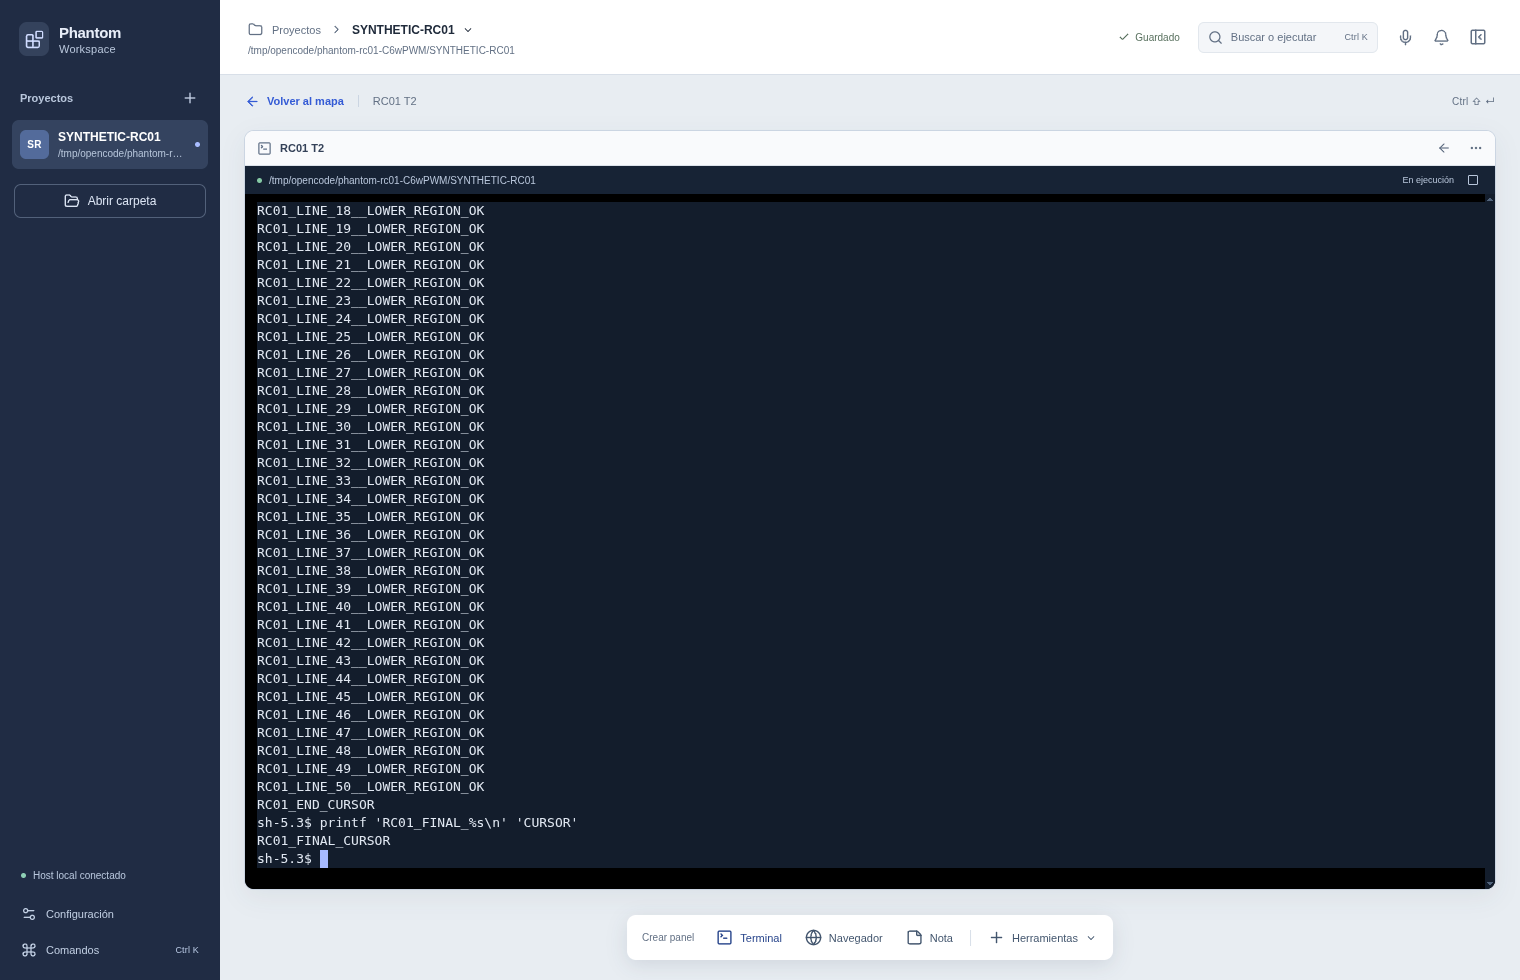 Phantom
Workspace
Proyectos
SYNTHETIC-RC01
/tmp/opencode/phantom-r…
SR
Abrir carpeta
Host local conectado
Configuración
Comandos Ctrl K
Proyectos SYNTHETIC-RC01
/tmp/opencode/phantom-rc01-C6wPWM/SYNTHETIC-RC01
Guardado
Buscar o ejecutar Ctrl K
Volver al mapa RC01 T2
Ctrl
RC01 T2
/tmp/opencode/phantom-rc01-C6wPWM/SYNTHETIC-RC01
En ejecución
RC01_LINE_18__LOWER_REGION_OK
RC01_LINE_19__LOWER_REGION_OK
RC01_LINE_20__LOWER_REGION_OK
RC01_LINE_21__LOWER_REGION_OK
RC01_LINE_22__LOWER_REGION_OK
RC01_LINE_23__LOWER_REGION_OK
RC01_LINE_24__LOWER_REGION_OK
RC01_LINE_25__LOWER_REGION_OK
RC01_LINE_26__LOWER_REGION_OK
RC01_LINE_27__LOWER_REGION_OK
RC01_LINE_28__LOWER_REGION_OK
RC01_LINE_29__LOWER_REGION_OK
RC01_LINE_30__LOWER_REGION_OK
RC01_LINE_31__LOWER_REGION_OK
RC01_LINE_32__LOWER_REGION_OK
RC01_LINE_33__LOWER_REGION_OK
RC01_LINE_34__LOWER_REGION_OK
RC01_LINE_35__LOWER_REGION_OK
RC01_LINE_36__LOWER_REGION_OK
RC01_LINE_37__LOWER_REGION_OK
RC01_LINE_38__LOWER_REGION_OK
RC01_LINE_39__LOWER_REGION_OK
RC01_LINE_40__LOWER_REGION_OK
RC01_LINE_41__LOWER_REGION_OK
RC01_LINE_42__LOWER_REGION_OK
RC01_LINE_43__LOWER_REGION_OK
RC01_LINE_44__LOWER_REGION_OK
RC01_LINE_45__LOWER_REGION_OK
RC01_LINE_46__LOWER_REGION_OK
RC01_LINE_47__LOWER_REGION_OK
RC01_LINE_48__LOWER_REGION_OK
RC01_LINE_49__LOWER_REGION_OK
RC01_LINE_50__LOWER_REGION_OK
RC01_END_CURSOR
sh-5.3$ printf 'RC01_FINAL_%s\n' 'CURSOR'
RC01_FINAL_CURSOR
sh-5.3$
Crear panel Terminal Navegador Nota Herramientas